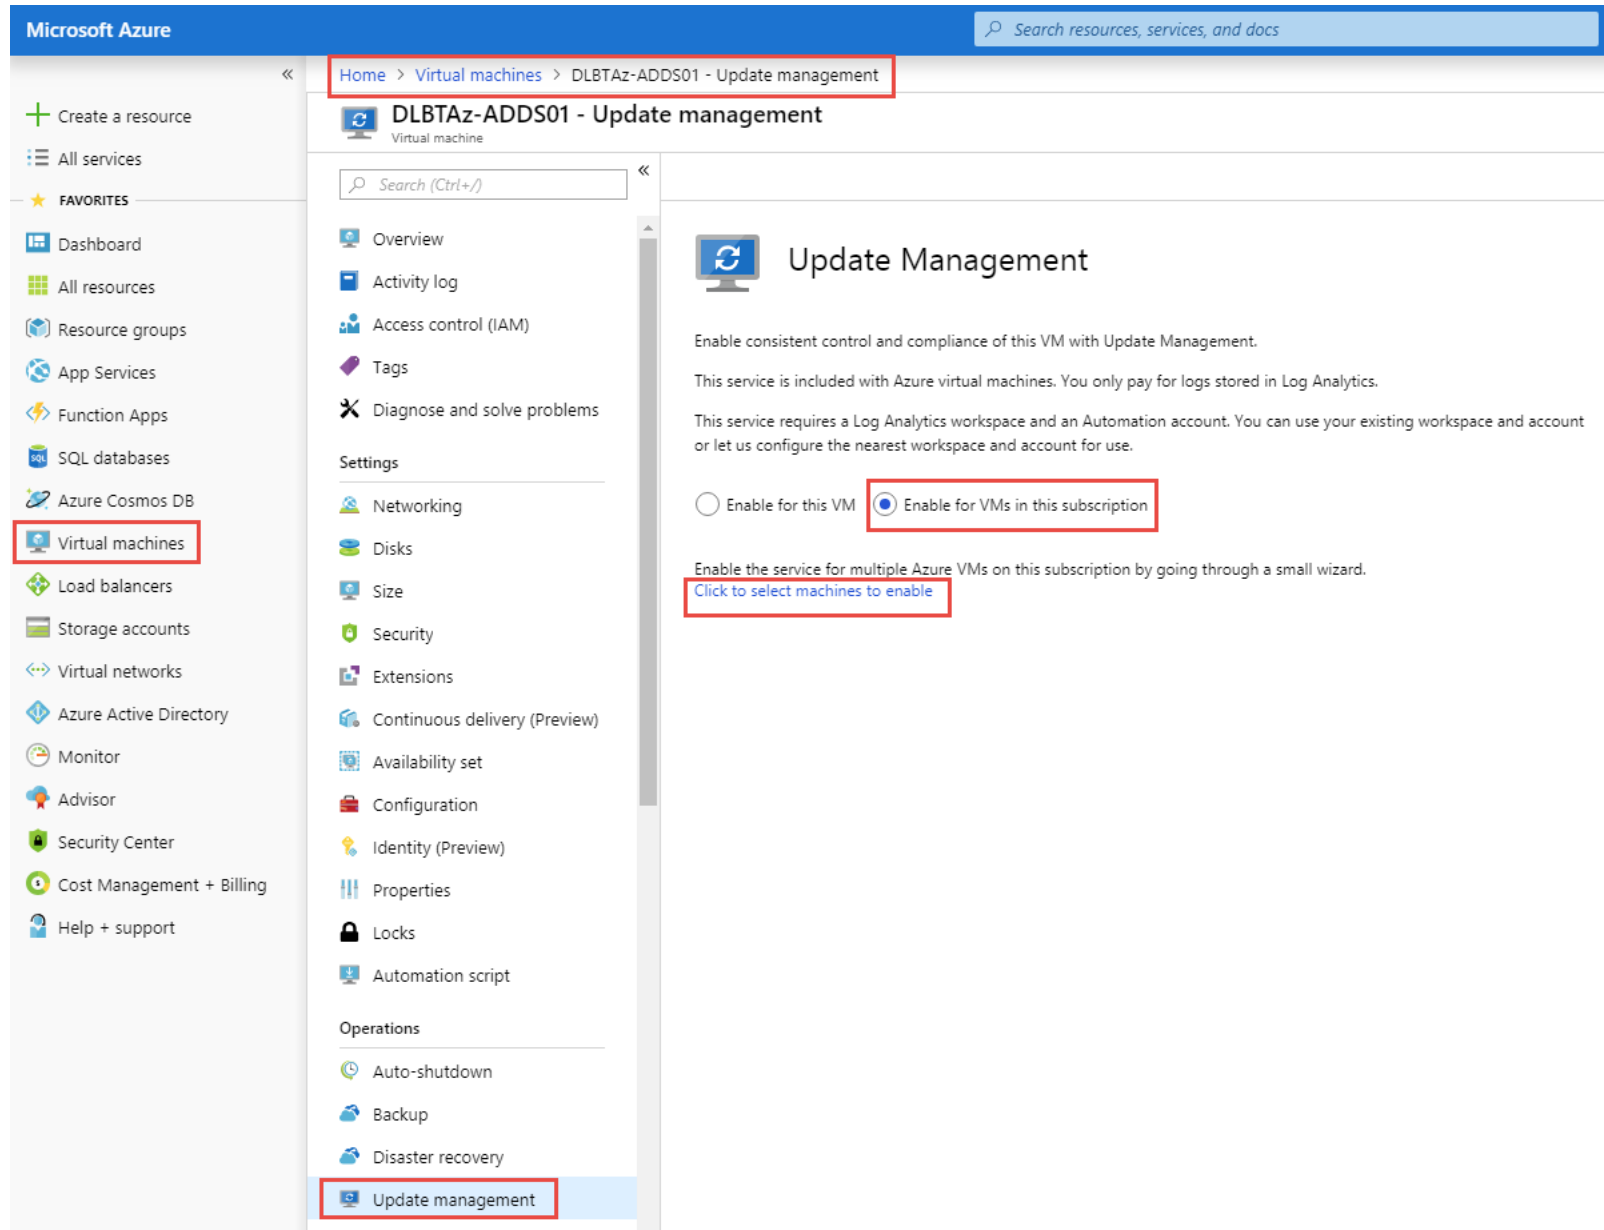 Microsoft Azure
Search resources, services, and docs
«
Create a resource
All services
FAVORITES
Dashboard
All resources
Resource groups
App Services
Function Apps
SQL databases
Azure Cosmos DB
Virtual machines
Load balancers
Storage accounts
Virtual networks
Azure Active Directory
Monitor
Advisor
Security Center
Cost Management + Billing
Help + support
Home > Virtual machines > DLBTAz-ADDS01 - Update management
DLBTAz-ADDS01 - Update management
Virtual machine
Search (Ctrl+/)
«
Overview
Activity log
Access control (IAM)
Tags
Diagnose and solve problems
Settings
Networking
Disks
Size
Security
Extensions
Continuous delivery (Preview)
Availability set
Configuration
Identity (Preview)
Properties
Locks
Automation script
Operations
Auto-shutdown
Backup
Disaster recovery
Update management
Update Management
Enable consistent control and compliance of this VM with Update Management.
This service is included with Azure virtual machines. You only pay for logs stored in Log Analytics.
This service requires a Log Analytics workspace and an Automation account. You can use your existing workspace and account
or let us configure the nearest workspace and account for use.
Enable for this VM
Enable for VMs in this subscription
Enable the service for multiple Azure VMs on this subscription by going through a small wizard.
Click to select machines to enable